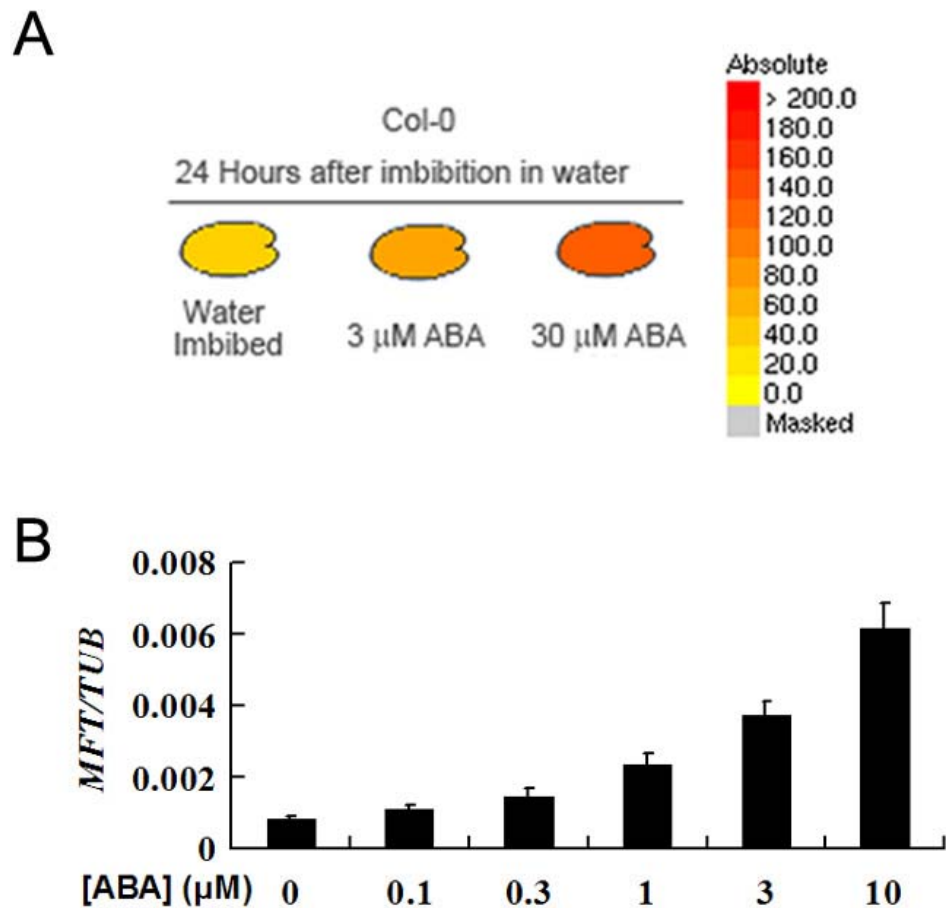 A
Absolute
> 200.0
180.0
160.0
140.0
120.0
100.0
80.0
60.0
40.0
20.0
0.0
Masked
Col-0
24 Hours after imbibition in water
Water
Imbibed
3 µM ABA
30 µM ABA
B
0.008
0.006
0.004
0.002
0
MFT/TUB
[ABA] (µM) 0 0.1 0.3 1 3 10